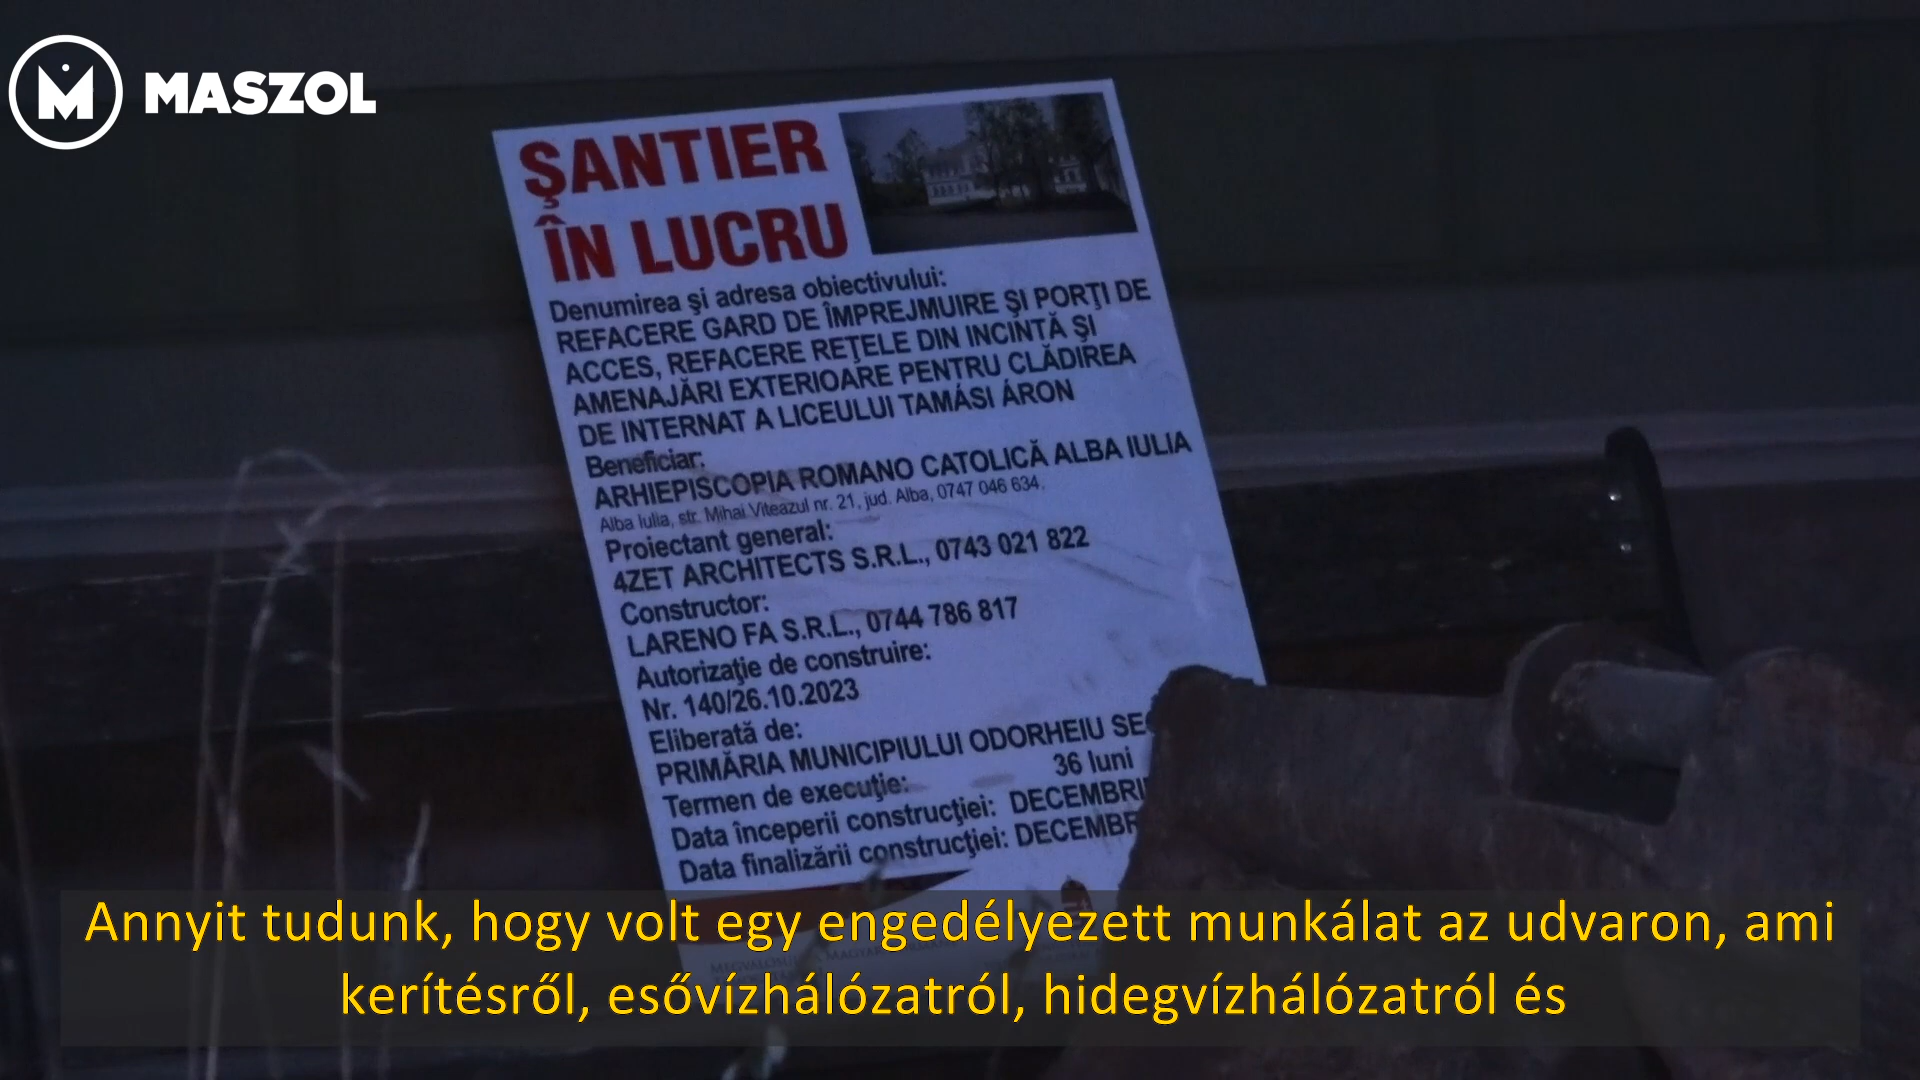 MASZOL
ŞANTIER
ÎN LUCRU
Denumirea şi adresa obiectivului:
REFACERE GARD DE ÎMPREJMUIRE ŞI PORŢI DE
ACCES, REFACERE REŢELE DIN INCINTĂ ŞI
AMENAJĂRI EXTERIOARE PENTRU CLĂDIREA
DE INTERNAT A LICEULUI TAMÁSI ÁRON
Beneficiar:
ARHIEPISCOPIA ROMANO CATOLICĂ ALBA IULIA
Alba Iulia, str. Mihai Viteazul nr. 21, jud. Alba, 0747 046 634.
Proiectant general:
4ZET ARCHITECTS S.R.L., 0743 021 822
Constructor:
LARENO FA S.R.L., 0744 786 817
Autorizaţie de construire:
Nr. 140/26.10.2023
Eliberată de:
PRIMĂRIA MUNICIPIULUI ODORHEIU
Termen de execuţie: 36 luni
Data începerii construcţiei:
Data finalizării construcţiei:
Annyit tudunk, hogy volt egy engedélyezett munkálat az udvaron, ami
kerítésről, esővízhálózatról, hidegvízhálózatról és